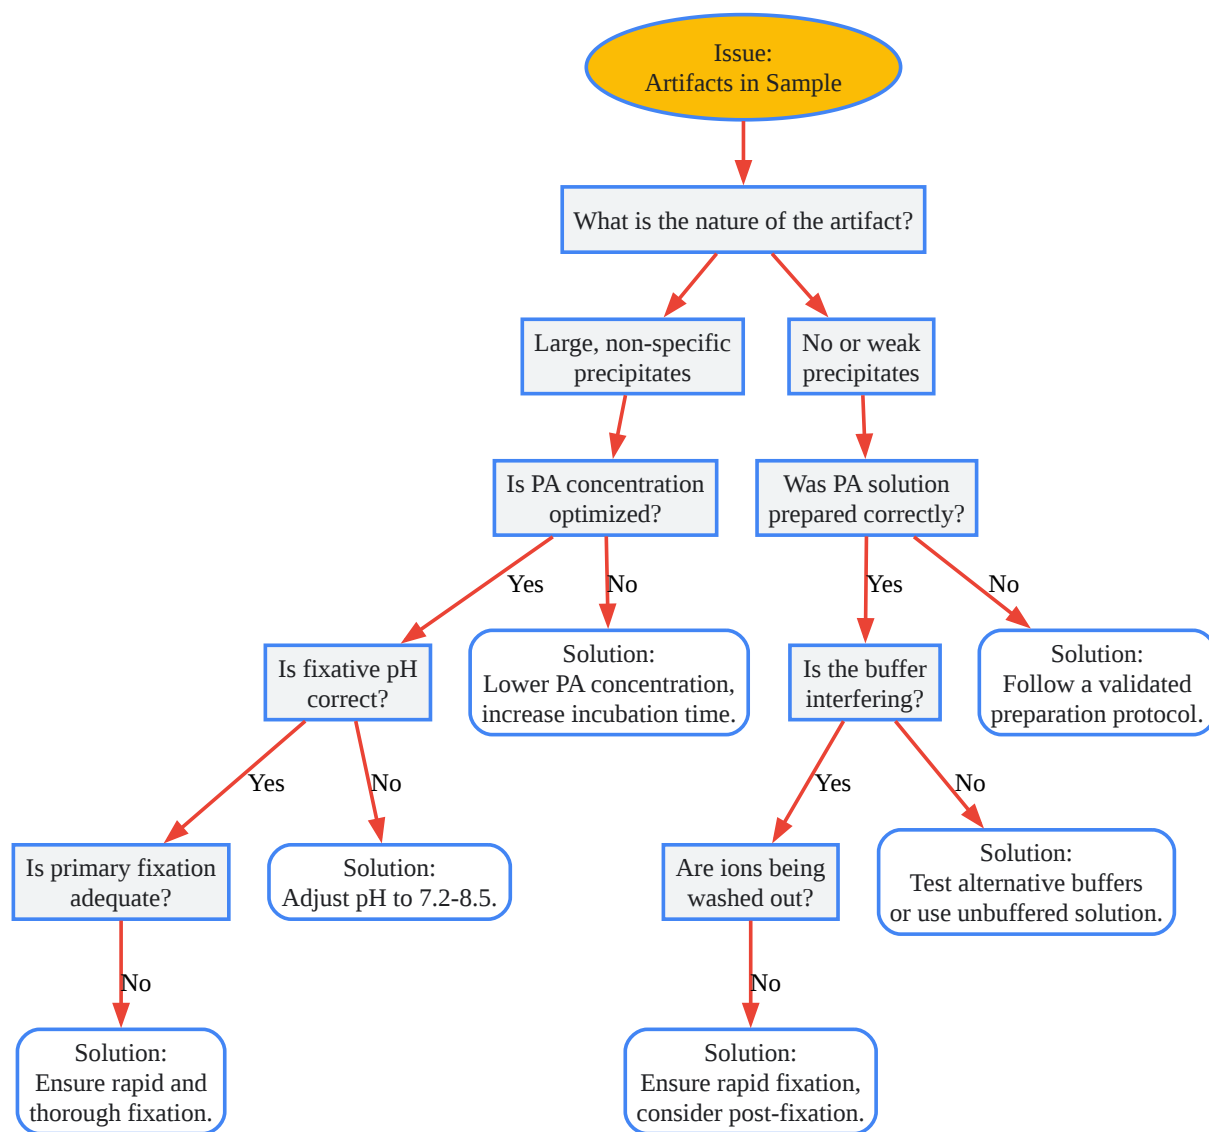 Issue:
Artifacts in Sample
What is the nature of the artifact?
Large, non-specific
precipitates
No or weak
precipitates
Is PA concentration
optimized?
Was PA solution
prepared correctly?
Yes
No
Yes
No
Is fixative pH
correct?
Solution:
Lower PA concentration,
increase incubation time.
Is the buffer
interfering?
Solution:
Follow a validated
preparation protocol.
Yes
No
Yes
No
Is primary fixation
adequate?
Solution:
Adjust pH to 7.2-8.5.
Are ions being
washed out?
Solution:
Test alternative buffers
or use unbuffered solution.
No
No
Solution:
Ensure rapid and
thorough fixation.
Solution:
Ensure rapid fixation,
consider post-fixation.